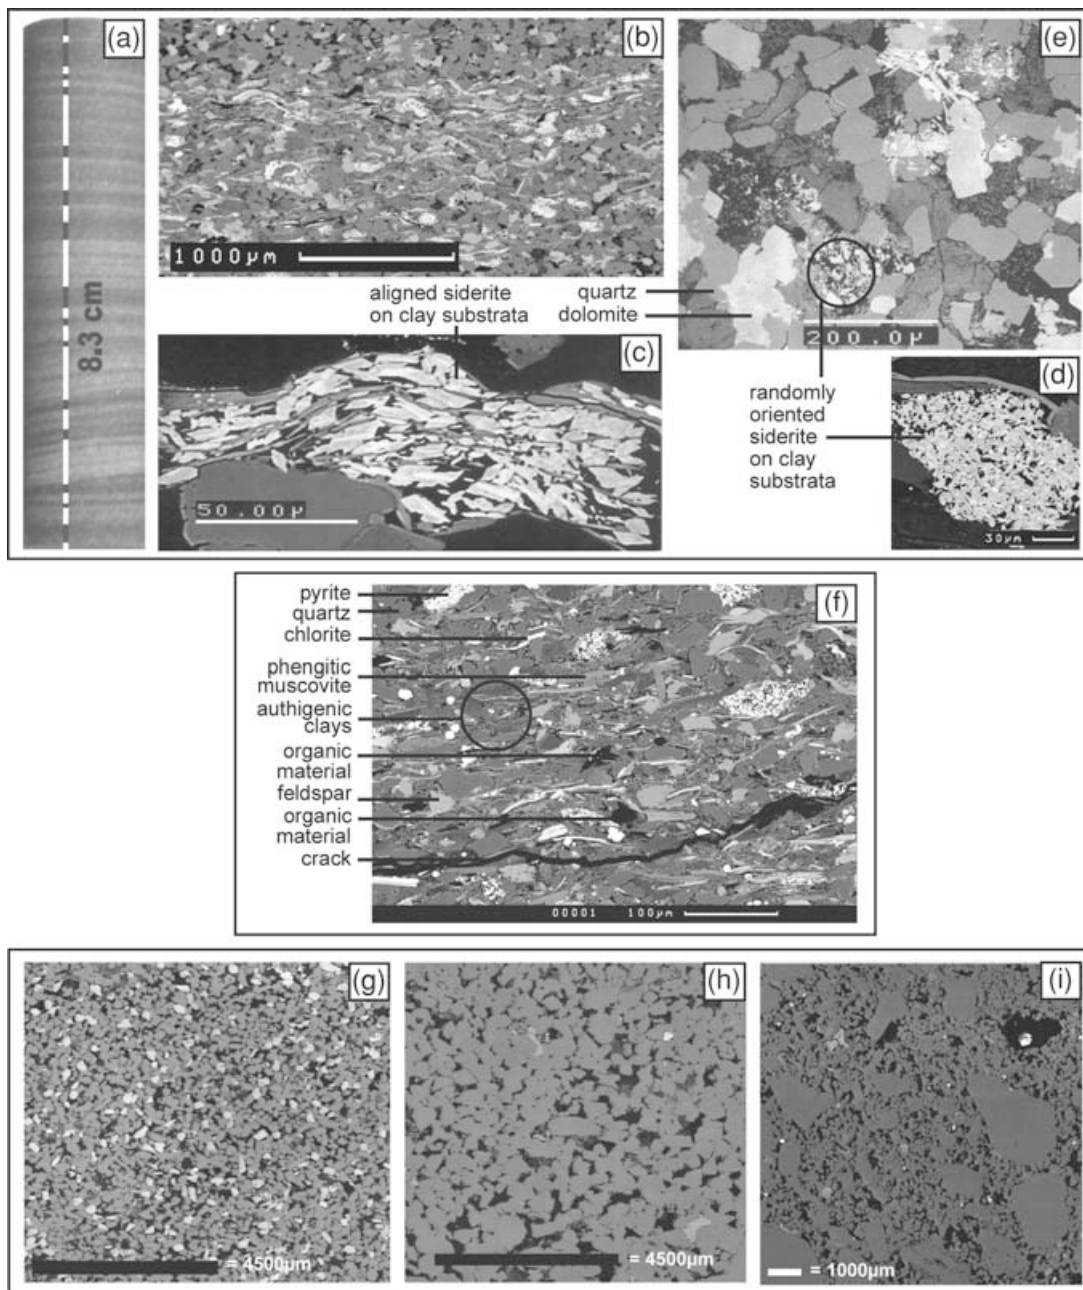 (a)
8.3 cm
(b)
1000μm
aligned siderite
on clay substrata
(c)
50.00μ
(e)
quartz
dolomite
200.0μ
randomly
oriented
siderite
on clay
substrata
(d)
30μm
(f)
pyrite
quartz
chlorite
phengitic
muscovite
authigenic
clays
organic
material
feldspar
organic
material
crack
00001 100μm
(g)
= 4500μm
(h)
= 4500μm
(i)
= 1000μm